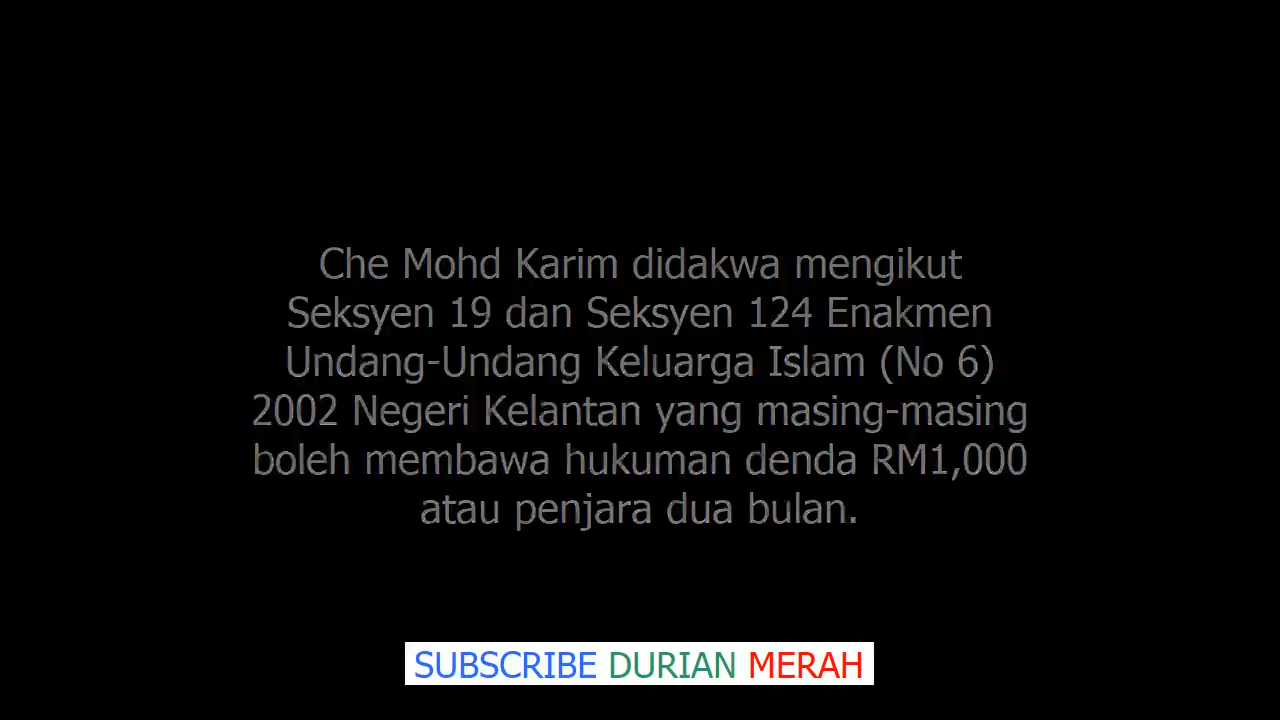 Che Mohd Karim didakwa mengikut
Seksyen 19 dan Seksyen 124 Enakmen
Undang-Undang Keluarga Islam (No 6)
2002 Negeri Kelantan yang masing-masing
boleh membawa hukuman denda RM1,000
atau penjara dua bulan.
SUBSCRIBE DURIAN MERAH